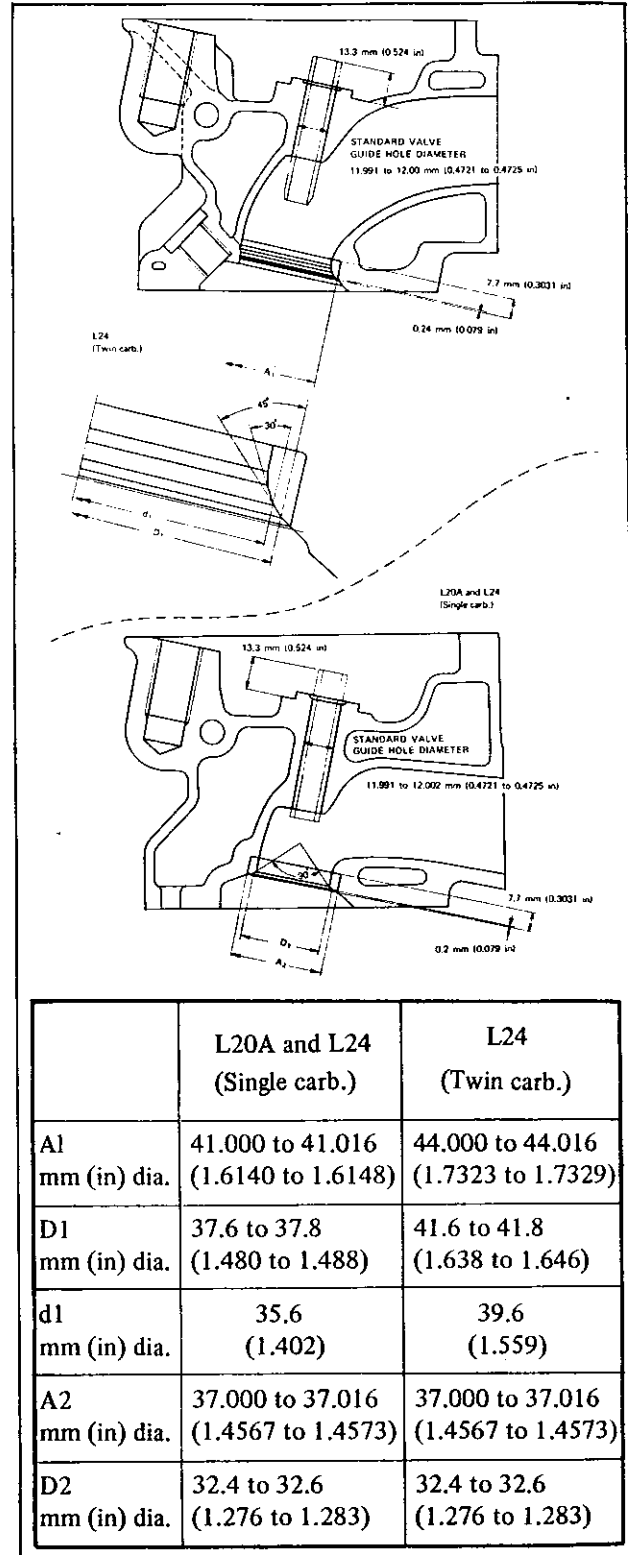 13.3 mm (0.524 in)
STANDARD VALVE
GUIDE HOLE DIAMETER
11.991 to 12.00 mm (0.4721 to 0.4725 in)
7.7 mm (0.3031 in)
0.24 mm (0.079 in)
L24
(Twin carb.)
A1
45°
30°
d1
D1
L20A and L24
(Single carb.)
13.3 mm (0.524 in)
STANDARD VALVE
GUIDE HOLE DIAMETER
11.991 to 12.002 mm (0.4721 to 0.4725 in)
90°
7.7 mm (0.3031 in)
0.2 mm (0.079 in)
D2
A2
L20A and L24 L24
(Single carb.) (Twin carb.)
A1 41.000 to 41.016 44.000 to 44.016
mm (in) dia. (1.6140 to 1.6148) (1.7323 to 1.7329)
D1 37.6 to 37.8 41.6 to 41.8
mm (in) dia. (1.480 to 1.488) (1.638 to 1.646)
d1 35.6 39.6
mm (in) dia. (1.402) (1.559)
A2 37.000 to 37.016 37.000 to 37.016
mm (in) dia. (1.4567 to 1.4573) (1.4567 to 1.4573)
D2 32.4 to 32.6 32.4 to 32.6
mm (in) dia. (1.276 to 1.283) (1.276 to 1.283)